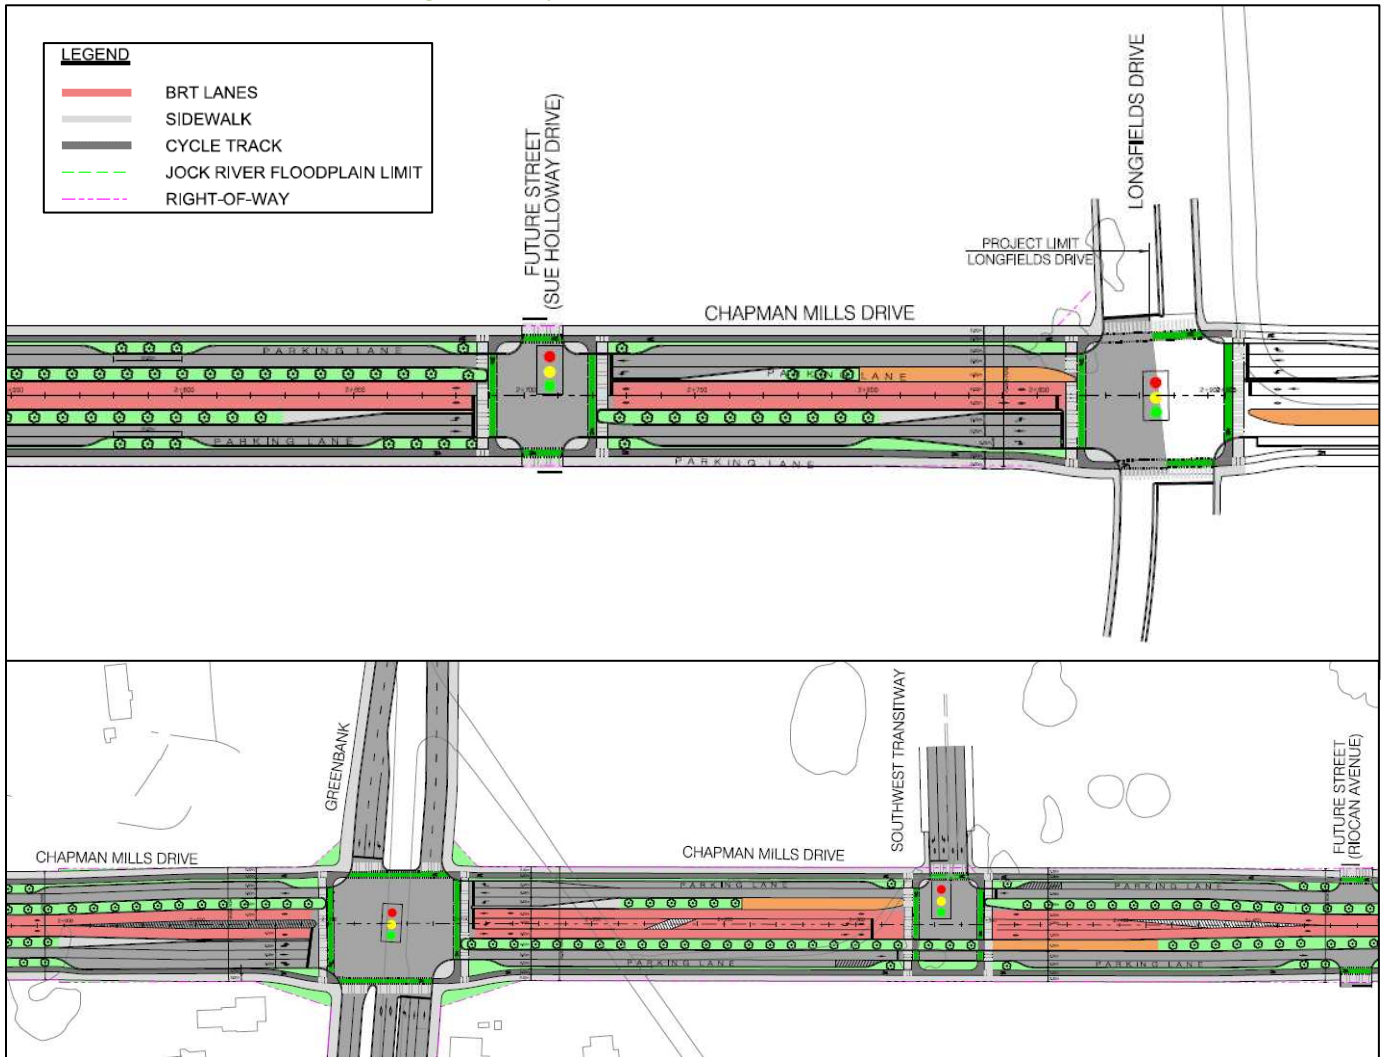 LEGEND
BRT LANES
SIDEWALK
CYCLE TRACK
JOCK RIVER FLOODPLAIN LIMIT
RIGHT-OF-WAY
FUTURE STREET
(SUE HOLLOWAY DRIVE)
LONGFIELDS DRIVE
PROJECT LIMIT
LONGFIELDS DRIVE
CHAPMAN MILLS DRIVE
PARKING LANE
PARKING LANE
PARKING LANE
PARKING LANE
GREENBANK
SOUTHWEST TRANSITWAY
FUTURE STREET
(RIOCAN AVENUE)
CHAPMAN MILLS DRIVE
CHAPMAN MILLS DRIVE
PARKING LANE
PARKING LANE
PARKING LANE
PARKING LANE